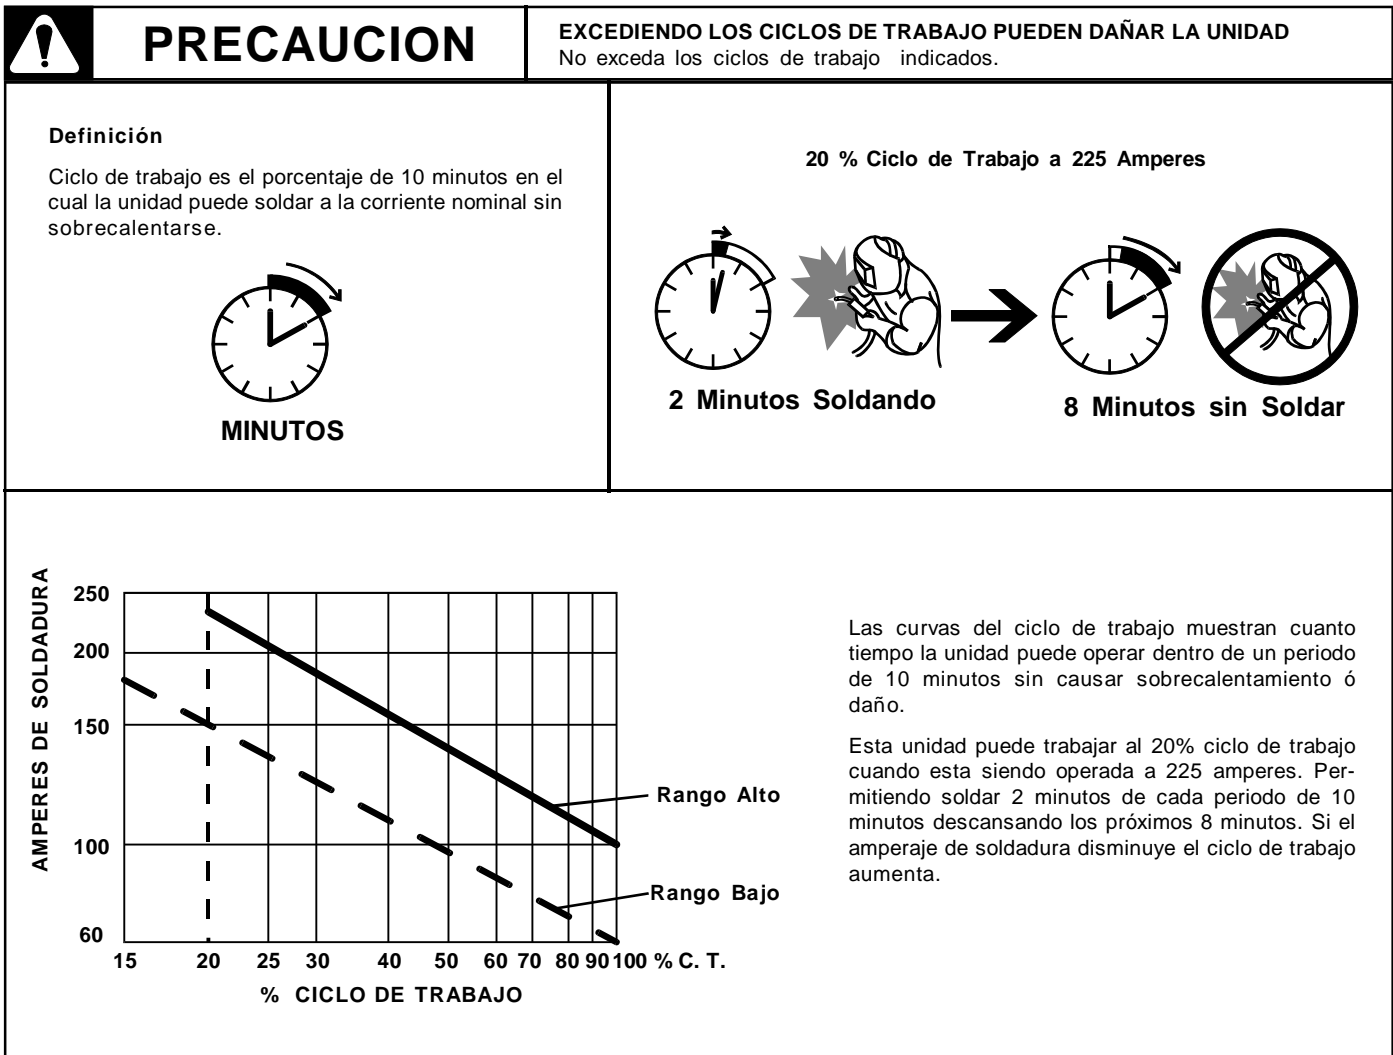 PRECAUCION
EXCEDIENDO LOS CICLOS DE TRABAJO PUEDEN DAÑAR LA UNIDAD
No exceda los ciclos de trabajo indicados.
Definición
Ciclo de trabajo es el porcentaje de 10 minutos en el
cual la unidad puede soldar a la corriente nominal sin
sobrecalentarse.
MINUTOS
20 % Ciclo de Trabajo a 225 Amperes
2 Minutos Soldando
8 Minutos sin Soldar
AMPERES DE SOLDADURA
250
200
150
100
60
15 20 25 30 40 50 60 70 80 90 100 % C. T.
% CICLO DE TRABAJO
Rango Alto
Rango Bajo
Las curvas del ciclo de trabajo muestran cuanto
tiempo la unidad puede operar dentro de un periodo
de 10 minutos sin causar sobrecalentamiento ó
daño.
Esta unidad puede trabajar al 20% ciclo de trabajo
cuando esta siendo operada a 225 amperes. Per-
mitiendo soldar 2 minutos de cada periodo de 10
minutos descansando los próximos 8 minutos. Si el
amperaje de soldadura disminuye el ciclo de trabajo
aumenta.